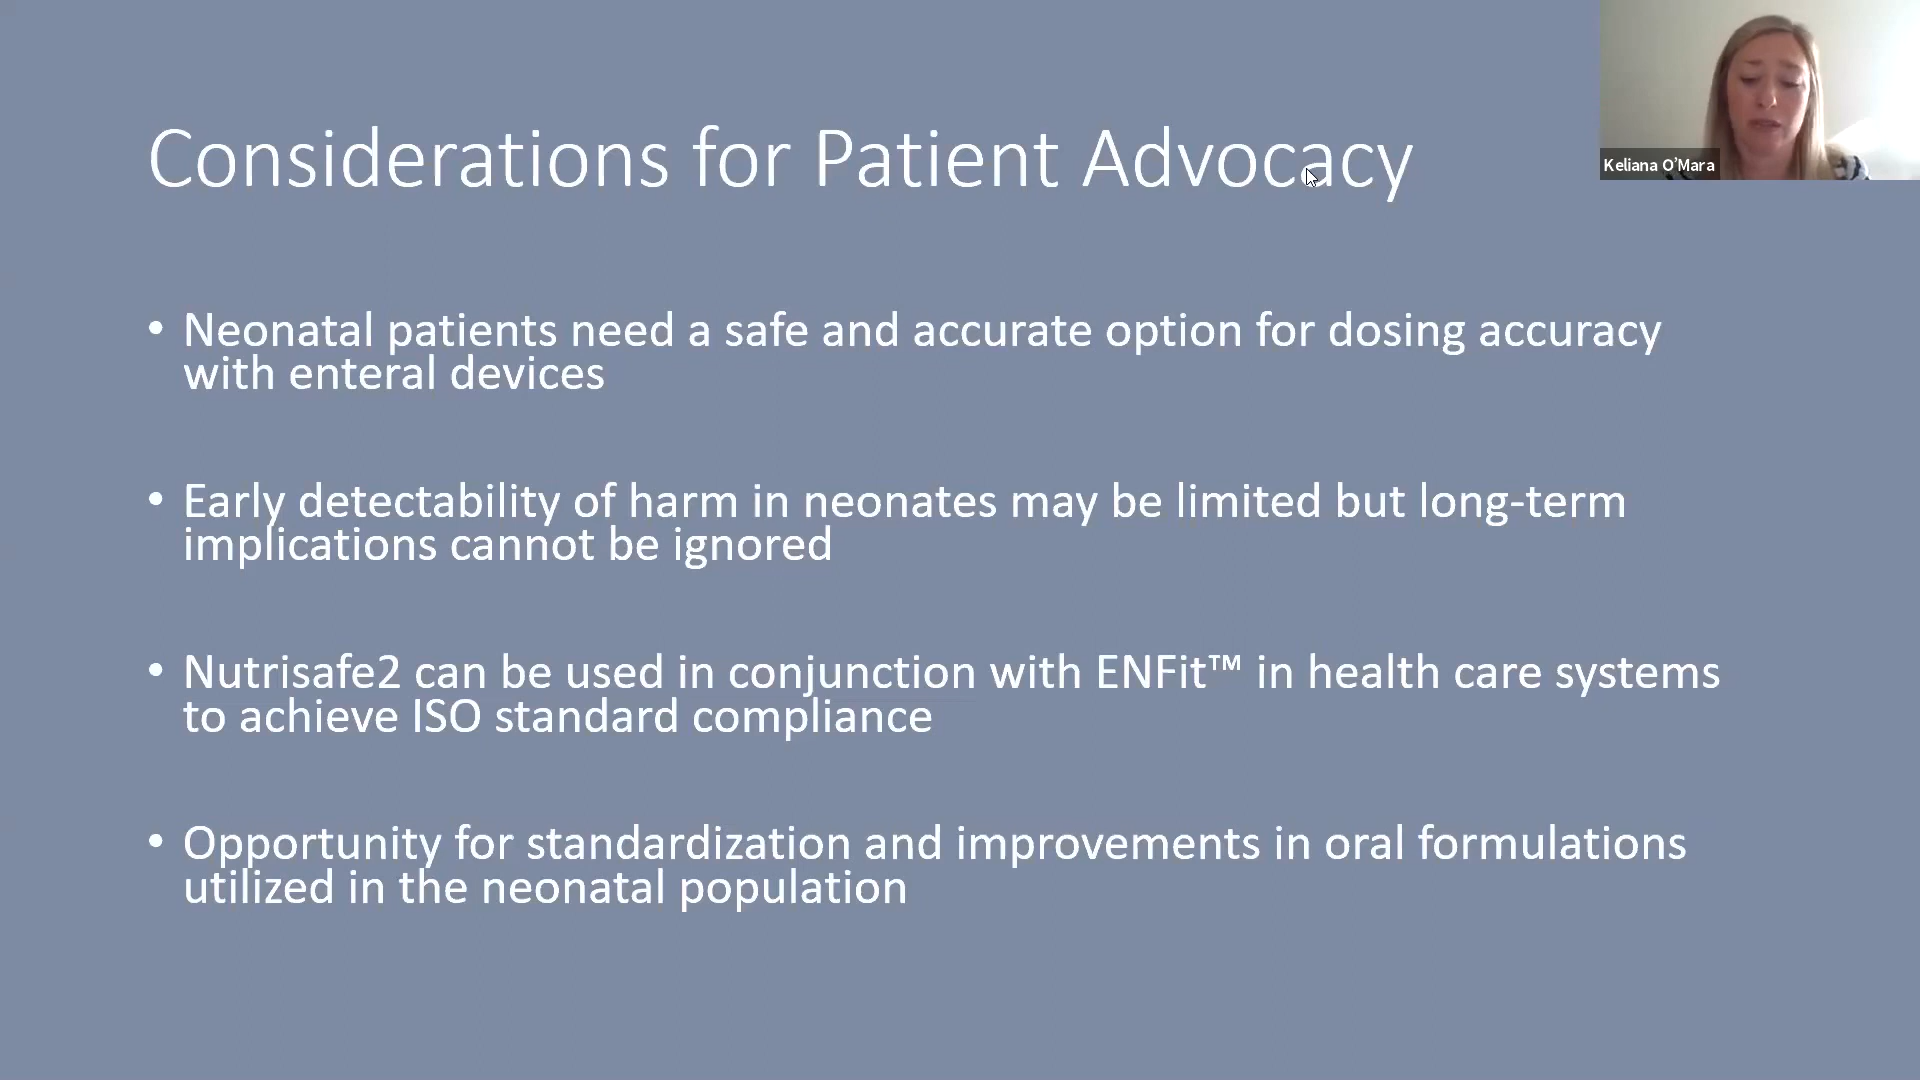 Considerations for Patient Advocacy
Keliana O'Mara
• Neonatal patients need a safe and accurate option for dosing accuracy
with enteral devices
• Early detectability of harm in neonates may be limited but long-term
implications cannot be ignored
• Nutrisafe2 can be used in conjunction with ENFit™ in health care systems
to achieve ISO standard compliance
• Opportunity for standardization and improvements in oral formulations
utilized in the neonatal population